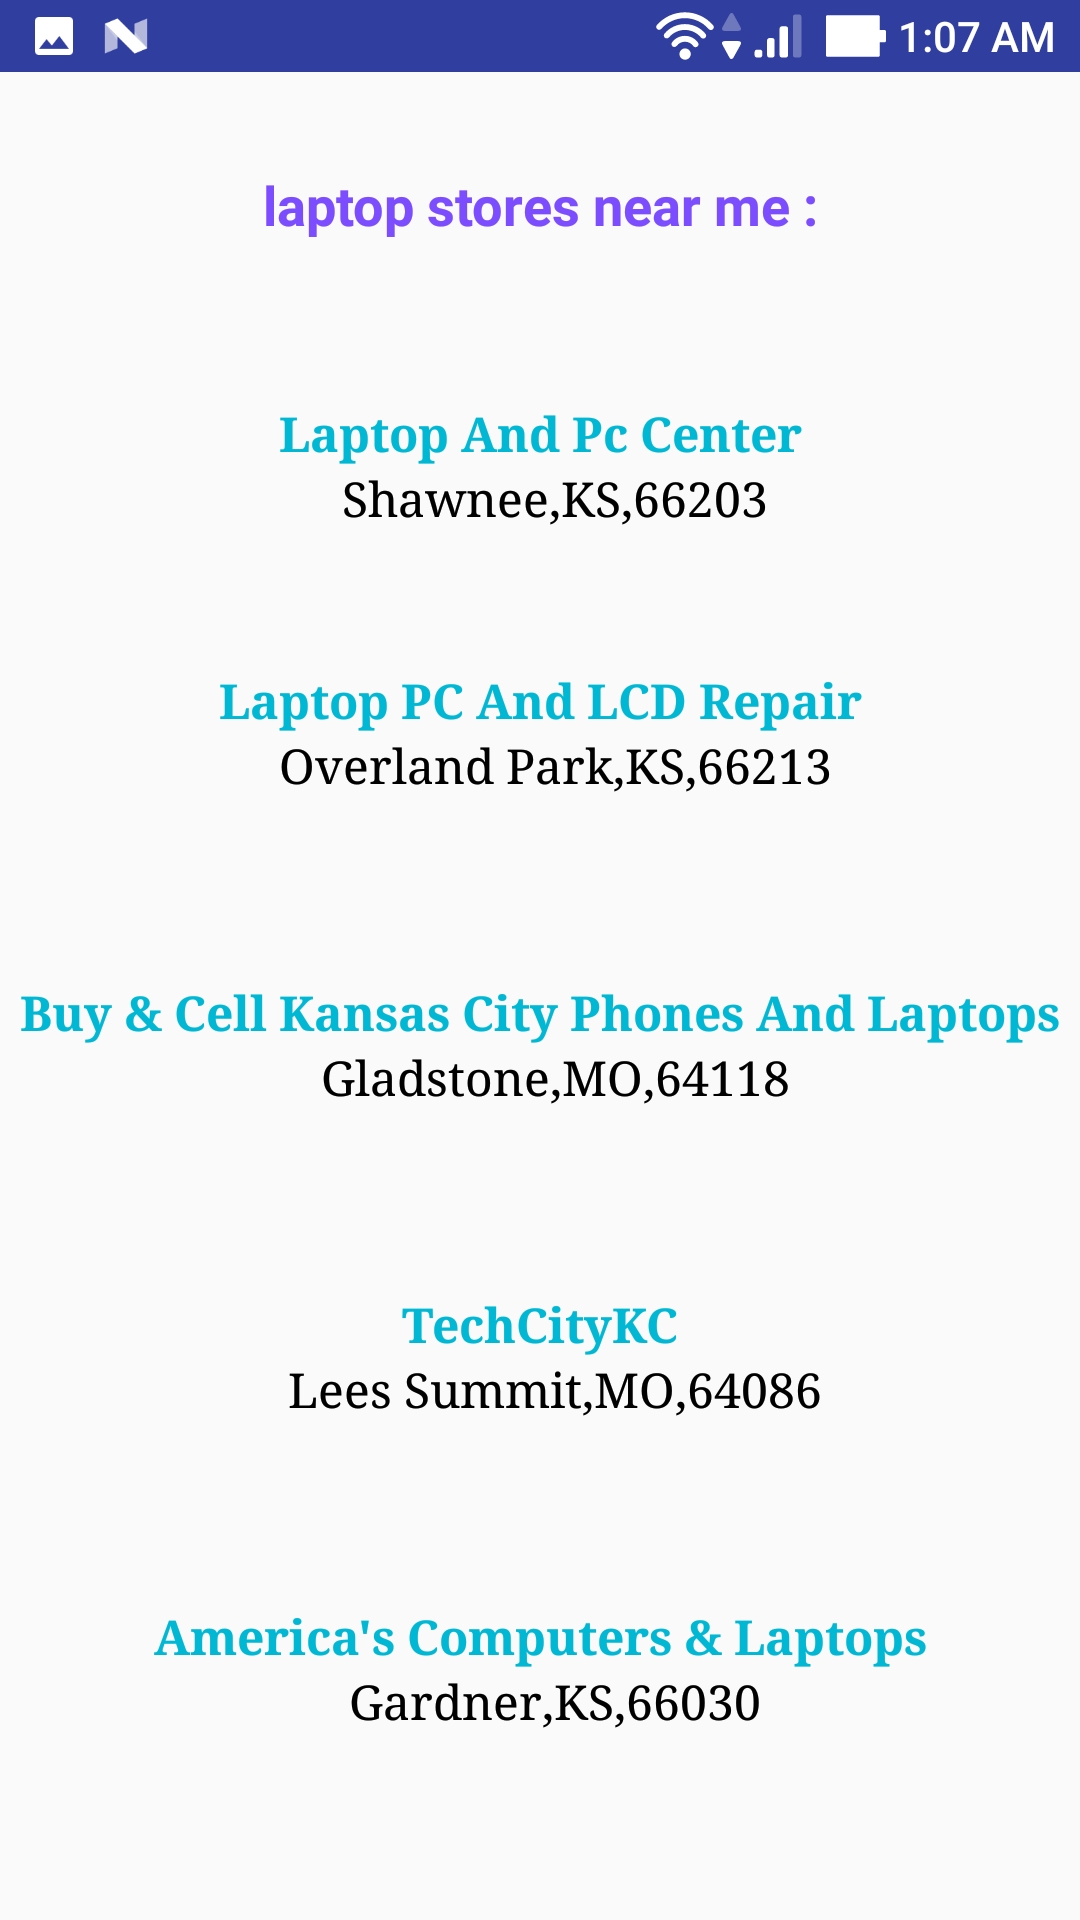 1:07 AM
laptop stores near me :
Laptop And Pc Center
Shawnee,KS,66203
Laptop PC And LCD Repair
Overland Park,KS,66213
Buy & Cell Kansas City Phones And Laptops
Gladstone,MO,64118
TechCityKC
Lees Summit,MO,64086
America's Computers & Laptops
Gardner,KS,66030